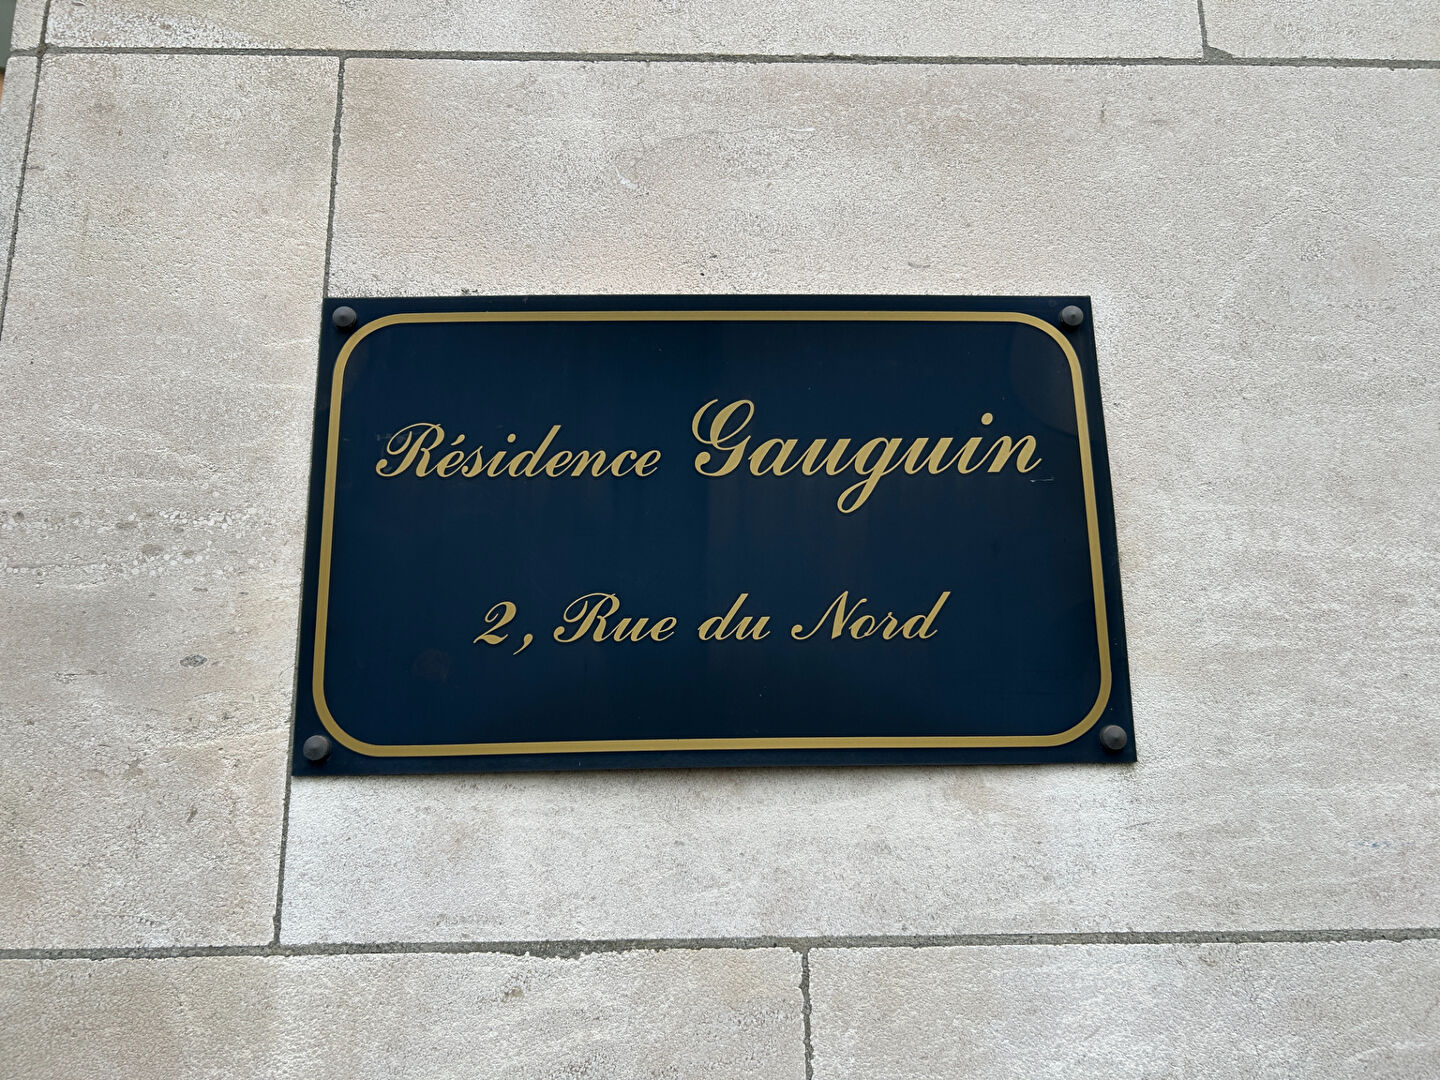 Résidence Gauguin
2, Rue du Nord